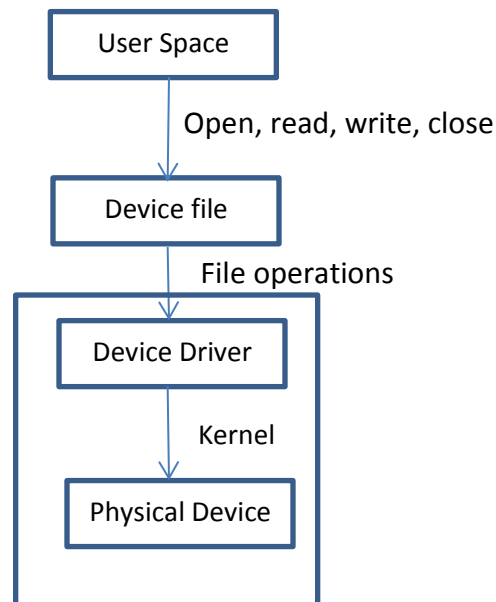 User Space
Open, read, write, close
Device file
File operations
Device Driver
Kernel
Physical Device